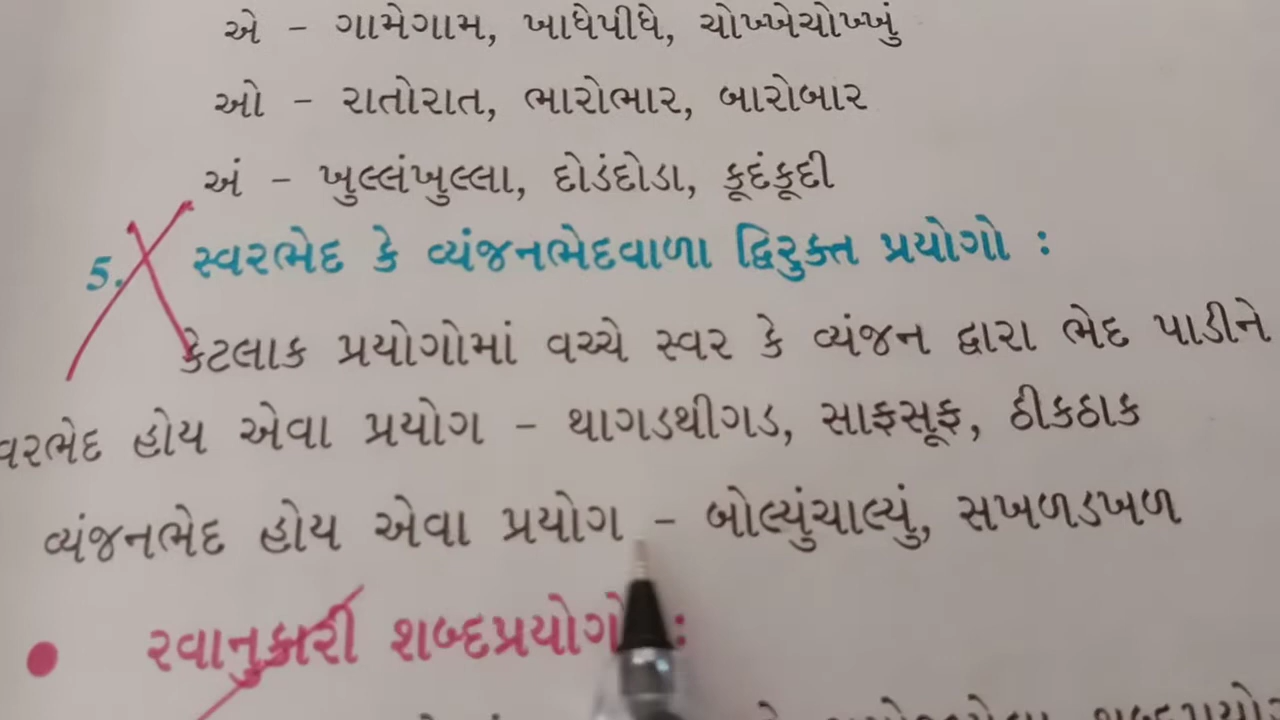 એ - ગામેગામ, ખાધેપીધે, ચોખ્ખેચોખ્ખું
ઓ - રાતોરાત, ભારોભાર, બારોબાર
અં - ખુલ્લંખુલ્લા, દોડંદોડા, કૂદંકૂદી
5. સ્વરભેદ કે વ્યંજનભેદવાળા દ્વિરુક્ત પ્રયોગો :
કેટલાક પ્રયોગોમાં વચ્ચે સ્વર કે વ્યંજન દ્વારા ભેદ પાડીને
વરભેદ હોય એવા પ્રયોગ - થાગડથીગડ, સાફસૂફ, ઠીકઠાક
વ્યંજનભેદ હોય એવા પ્રયોગ - બોલ્યુંચાલ્યું, સખળડખળ
• રવાનુકારી શબ્દપ્રયોગો :